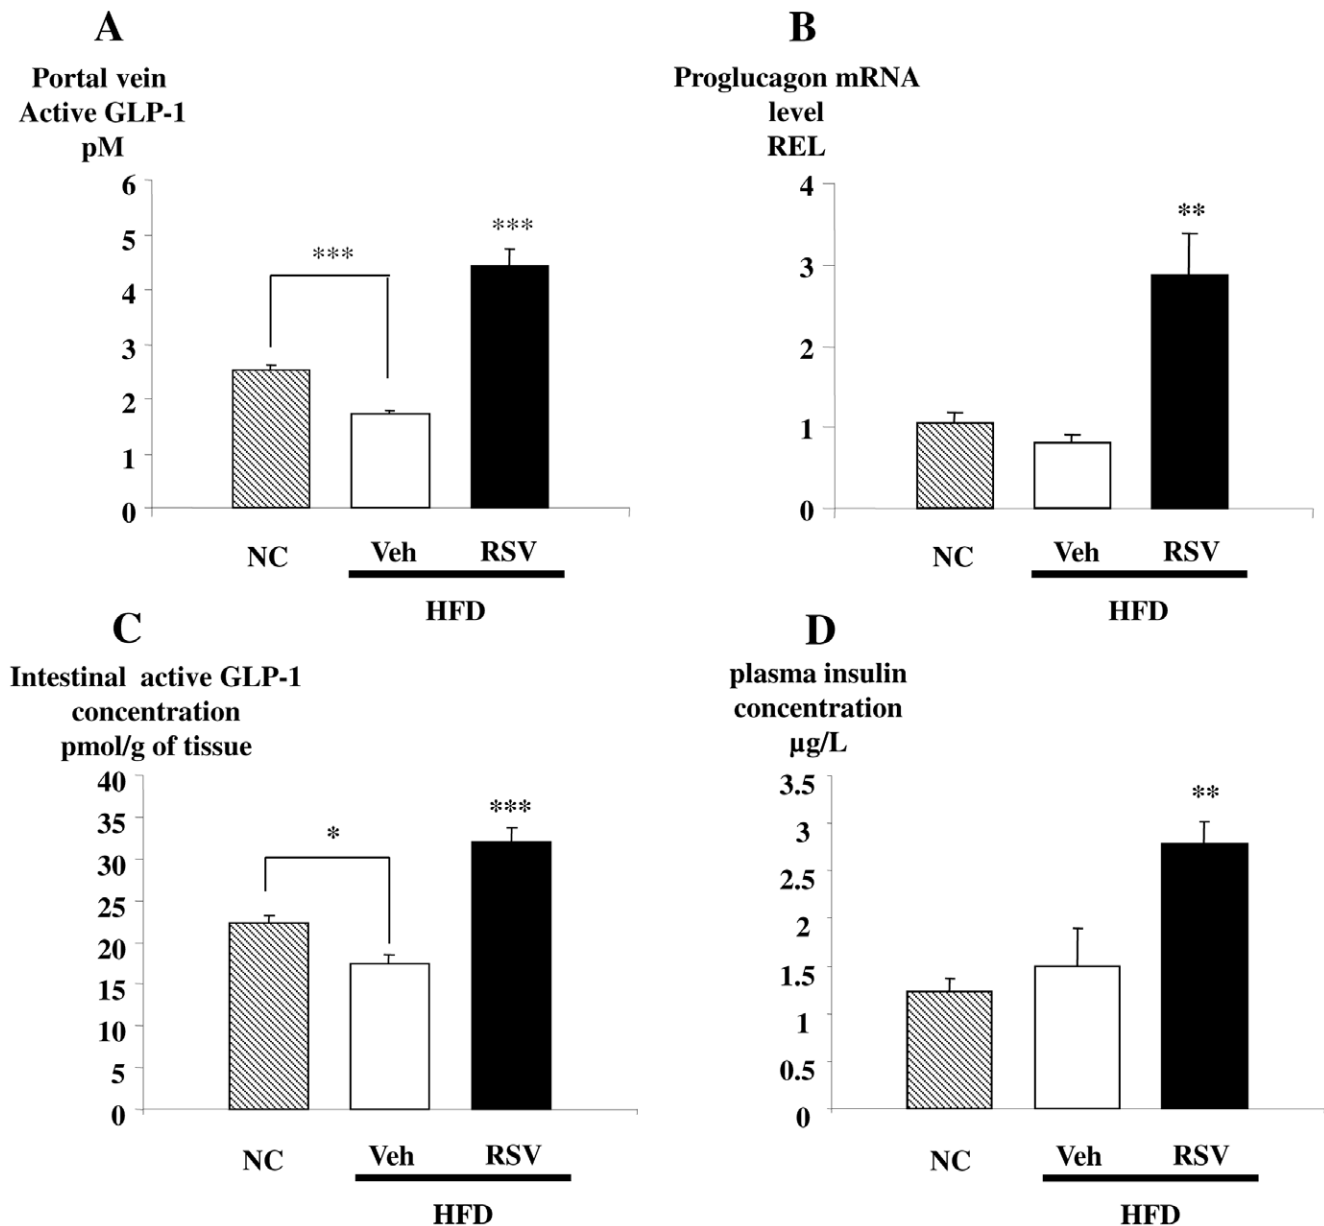 A
Portal vein
Active GLP-1
pM
6
5
4
3
2
1
0
***
***
NC
Veh
RSV
HFD
B
Proglucagon mRNA
level
REL
4
3
2
1
0
**
NC
Veh
RSV
HFD
C
Intestinal active GLP-1
concentration
pmol/g of tissue
40
35
30
25
20
15
10
5
0
*
***
NC
Veh
RSV
HFD
D
plasma insulin
concentration
µg/L
3.5
3
2.5
2
1.5
1
0.5
0
**
NC
Veh
RSV
HFD